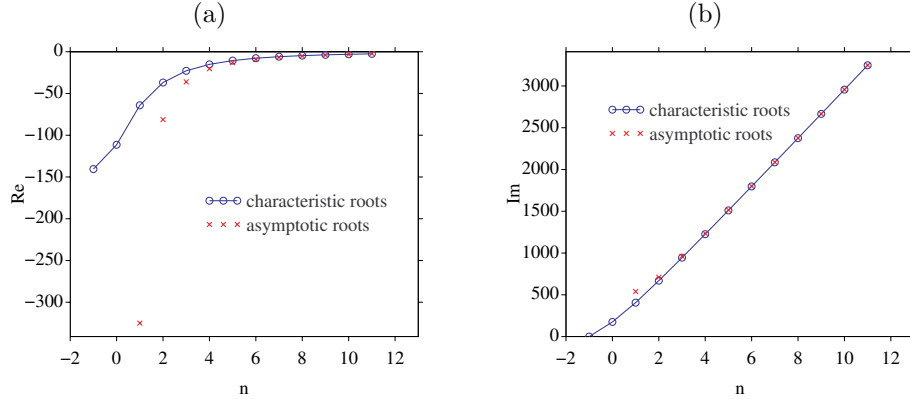 (a)
0
−50
−100
−150
−200
−250
−300
Re
characteristic roots
asymptotic roots
−2 0 2 4 6 8 10 12
n
(b)
3000
2500
2000
1500
1000
500
0
Im
characteristic roots
asymptotic roots
−2 0 2 4 6 8 10 12
n